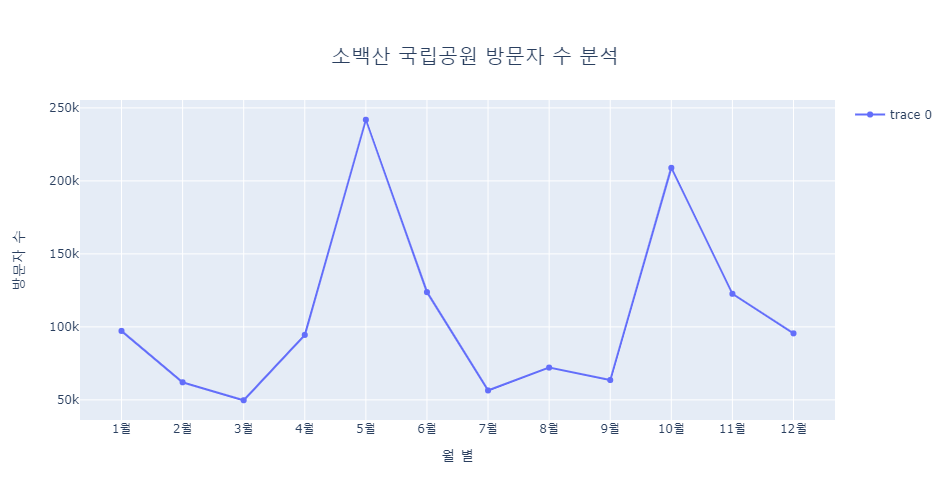 소백산 국립공원 방문자 수 분석
250k
200k
150k
100k
50k
방문자 수
1월 2월 3월 4월 5월 6월 7월 8월 9월 10월 11월 12월
월 별
trace 0